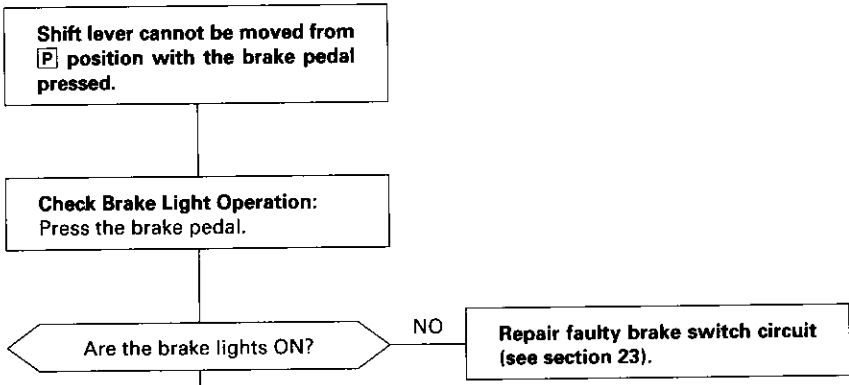 Shift lever cannot be moved from
P position with the brake pedal
pressed.
Check Brake Light Operation:
Press the brake pedal.
Are the brake lights ON?
NO
Repair faulty brake switch circuit
(see section 23).